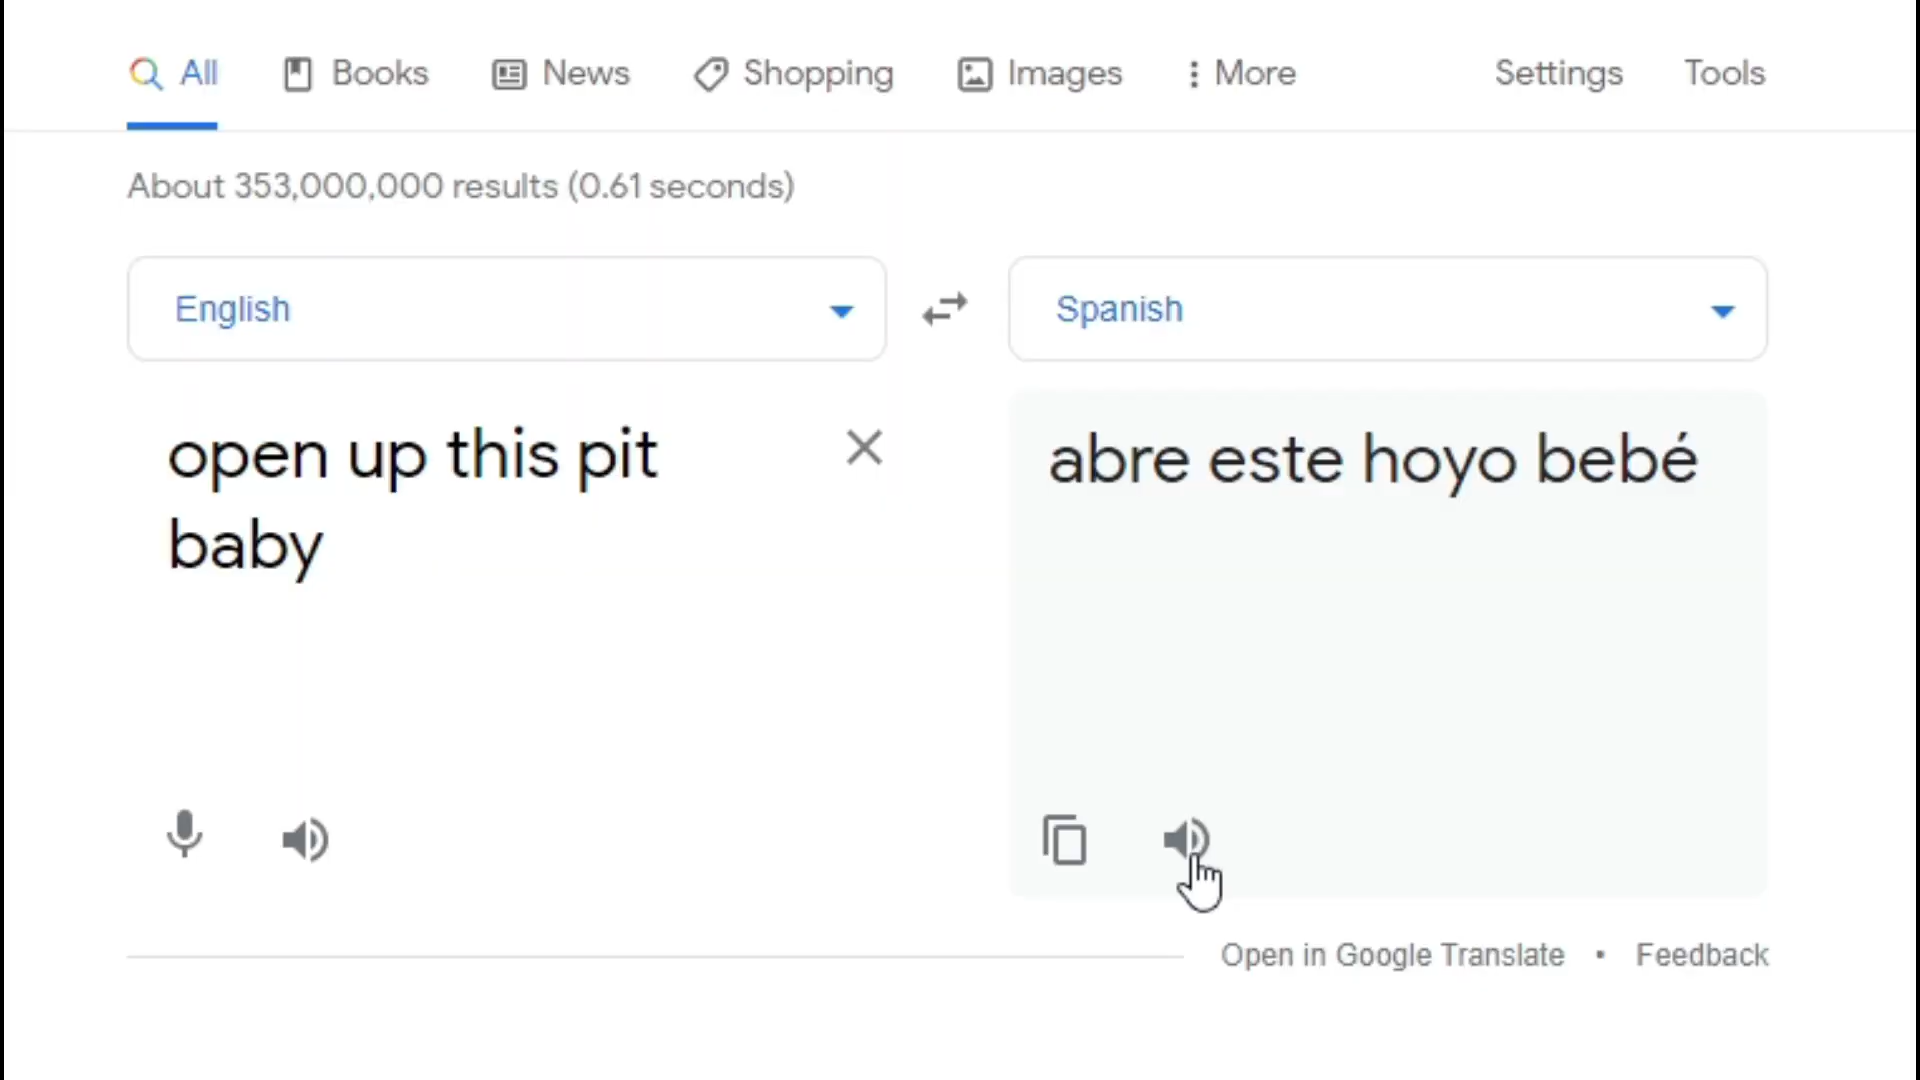 All Books News Shopping Images More Settings Tools
About 353,000,000 results (0.61 seconds)
English Spanish
open up this pit
baby
abre este hoyo bebé
Open in Google Translate • Feedback